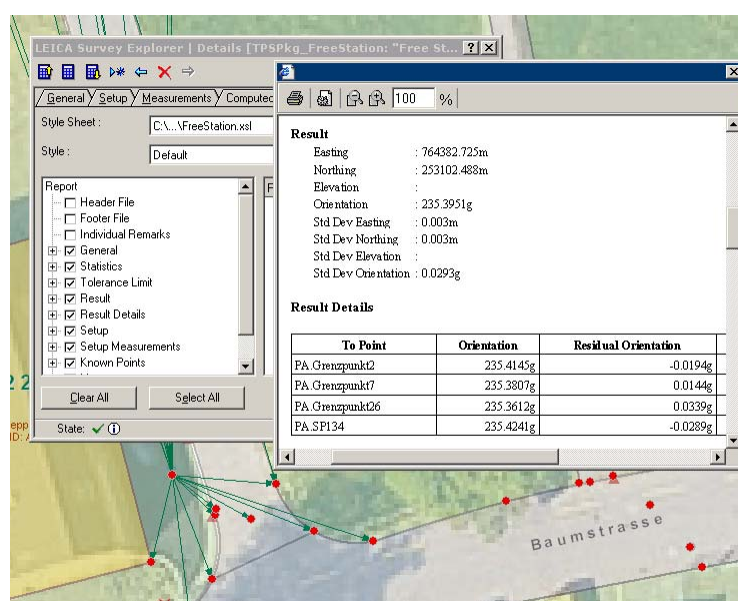 LEICA Survey Explorer | Details [TPSPkg_FreeStation: "Free St...
General Setup Measurements Computed
Style Sheet :
C:\...\FreeStation.xsl
Style :
Default
Report
Header File
Footer File
Individual Remarks
General
Statistics
Tolerance Limit
Result
Result Details
Setup
Setup Measurements
Known Points
Clear All
Select All
State:
100 %
Result
Easting : 764382.725m
Northing : 253102.488m
Elevation :
Orientation : 235.3951g
Std Dev Easting : 0.003m
Std Dev Northing : 0.003m
Std Dev Elevation :
Std Dev Orientation : 0.0293g
Result Details
To Point Orientation Residual Orientation
PA.Grenzpunkt2 235.4145g -0.0194g
PA.Grenzpunkt7 235.3807g 0.0144g
PA.Grenzpunkt26 235.3612g 0.0339g
PA.SP134 235.4241g -0.0289g
Baumstrasse